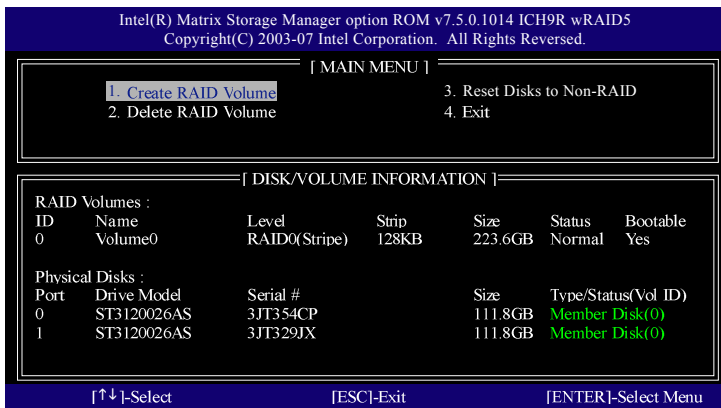 Intel(R) Matrix Storage Manager option ROM v7.5.0.1014 ICH9R wRAID5
Copyright(C) 2003-07 Intel Corporation. All Rights Reversed.
[ MAIN MENU ]
1. Create RAID Volume 3. Reset Disks to Non-RAID
2. Delete RAID Volume 4. Exit
[ DISK/VOLUME INFORMATION ]
RAID Volumes :
ID Name Level Strip Size Status Bootable
0 Volume0 RAID0(Stripe) 128KB 223.6GB Normal Yes
Physical Disks :
Port Drive Model Serial # Size Type/Status(Vol ID)
0 ST3120026AS 3JT354CP 111.8GB Member Disk(0)
1 ST3120026AS 3JT329JX 111.8GB Member Disk(0)
[↑↓]-Select [ESC]-Exit [ENTER]-Select Menu